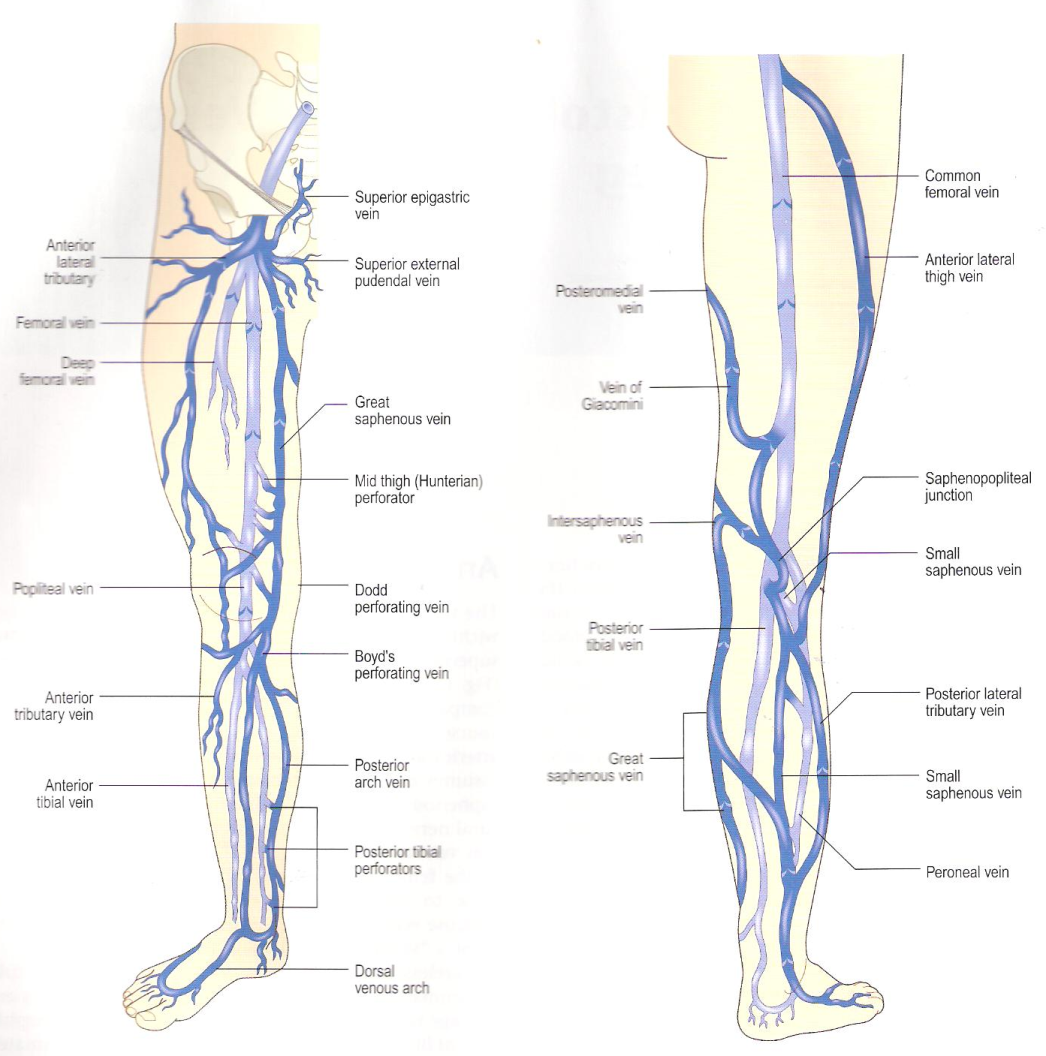 Superior epigastric
vein
Anterior
lateral
tributary
Superior external
pudendal vein
Femoral vein
Deep
femoral vein
Great
saphenous vein
Mid thigh (Hunterian)
perforator
Popliteal vein
Dodd
perforating vein
Boyd's
perforating vein
Anterior
tributary vein
Posterior
arch vein
Anterior
tibial vein
Posterior tibial
perforators
Dorsal
venous arch
Common
femoral vein
Anterior lateral
thigh vein
Posteromedial
vein
Vein of
Giacomini
Saphenopopliteal
junction
Intersaphenous
vein
Small
saphenous vein
Posterior
tibial vein
Posterior lateral
tributary vein
Great
saphenous vein
Small
saphenous vein
Peroneal vein